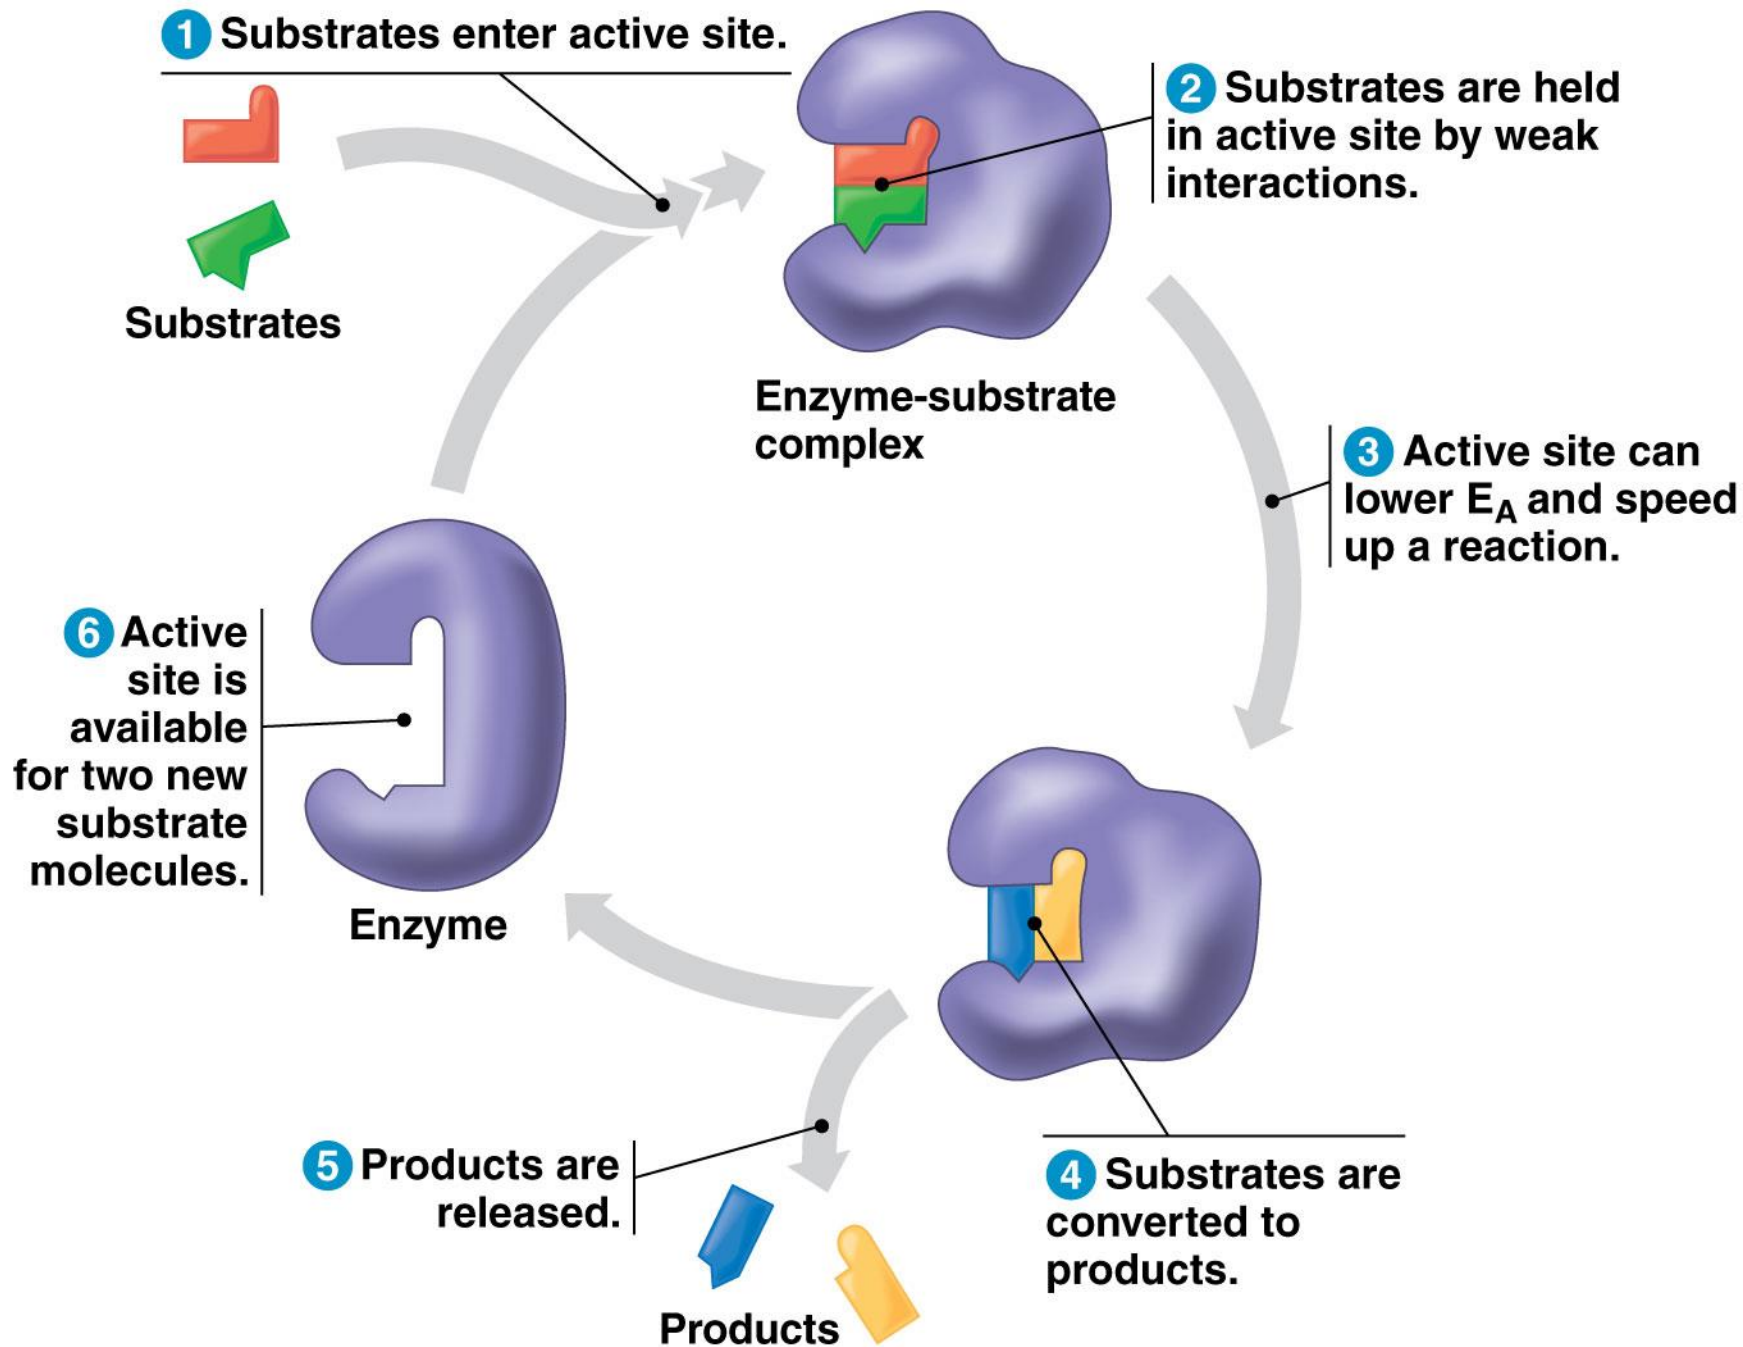 1 Substrates enter active site.
2 Substrates are held
in active site by weak
interactions.
Substrates
Enzyme-substrate
complex
3 Active site can
lower EA and speed
up a reaction.
6 Active
site is
available
for two new
substrate
molecules.
Enzyme
5 Products are
released.
4 Substrates are
converted to
products.
Products